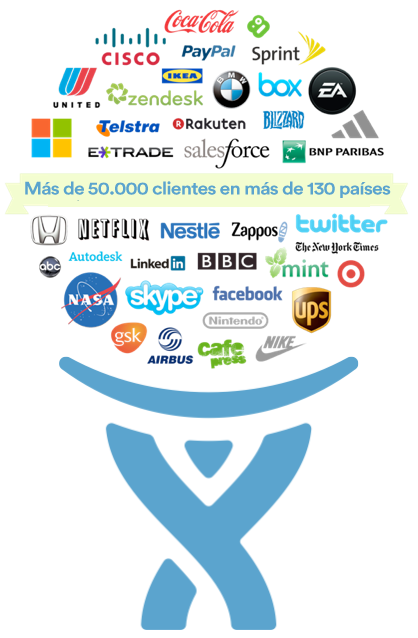 Coca-Cola
CISCO
PayPal
Sprint
UNITED
IKEA
zendesk
BMW
box
EA
Telstra
Rakuten
BLIZZARD
E*TRADE
salesforce
BNP PARIBAS
Más de 50.000 clientes en más de 130 países
NETFLIX
Nestlé
Zappos
twitter
The New York Times
abc
Autodesk
LinkedIn
BBC
mint
NASA
skype
facebook
Nintendo
ups
gsk
AIRBUS
cafe
press
NIKE